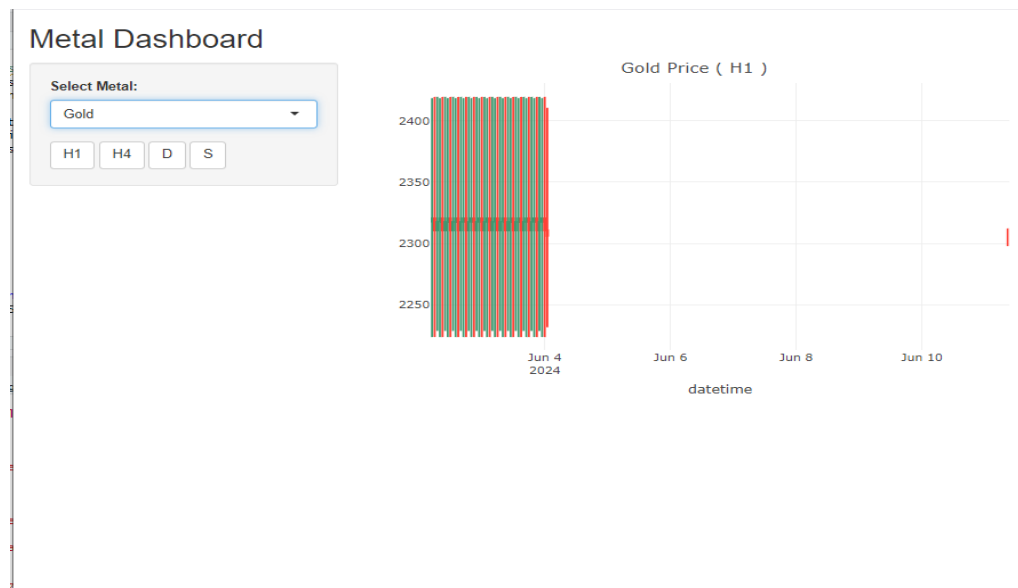 Metal Dashboard
Select Metal:
Gold
H1 H4 D S
Gold Price ( H1 )
2400
2350
2300
2250
Jun 4 Jun 6 Jun 8 Jun 10
2024
datetime